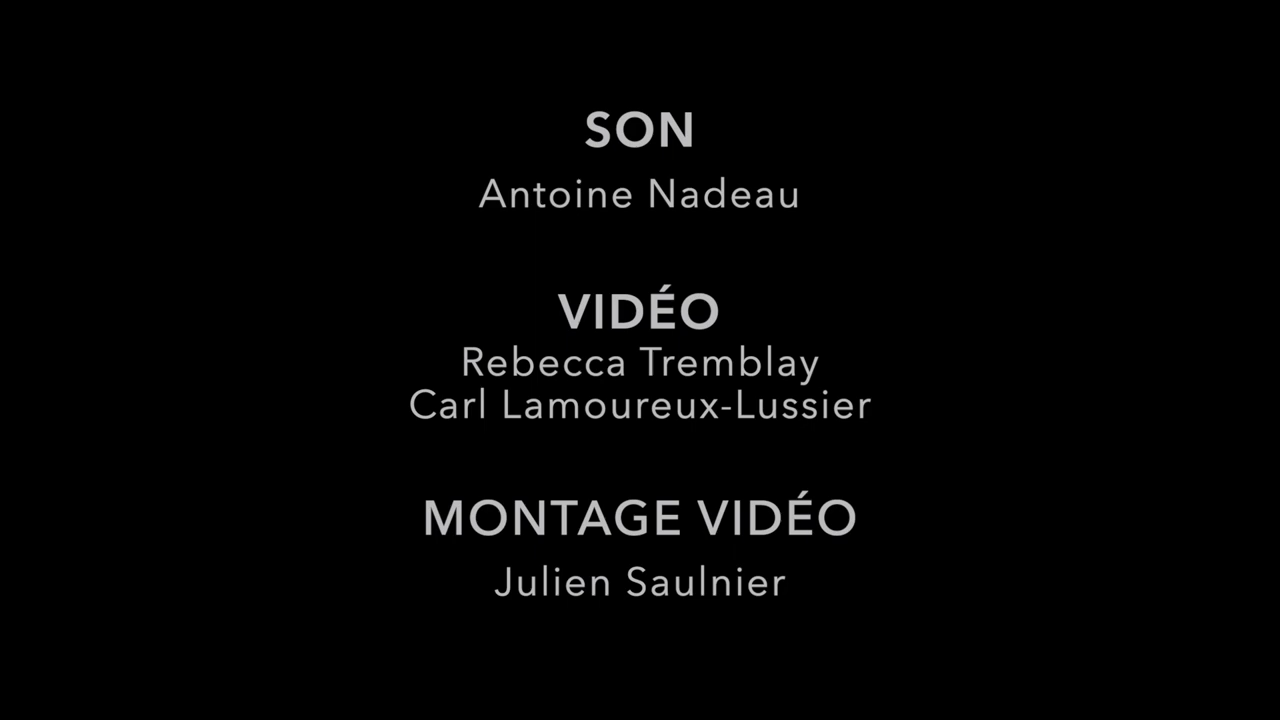 SON
Antoine Nadeau
VIDÉO
Rebecca Tremblay
Carl Lamoureux-Lussier
MONTAGE VIDÉO
Julien Saulnier